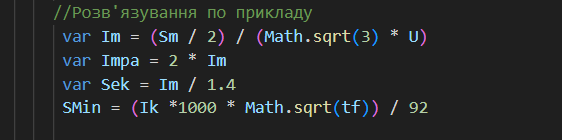 //Розв'язування по прикладу
var Im = (Sm / 2) / (Math.sqrt(3) * U)
var Impa = 2 * Im
var Sek = Im / 1.4
SMin = (Ik *1000 * Math.sqrt(tf)) / 92